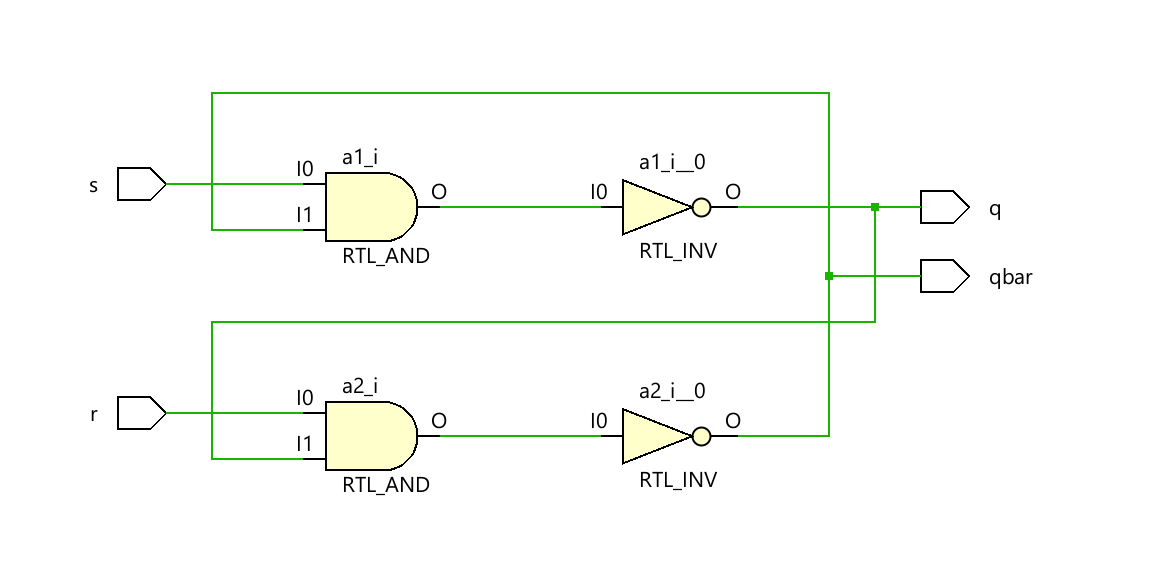 a1_i
a1_i__0
I0
O
I0
O
s
I1
q
RTL_AND
RTL_INV
qbar
a2_i
a2_i__0
I0
O
I0
O
r
I1
RTL_AND
RTL_INV